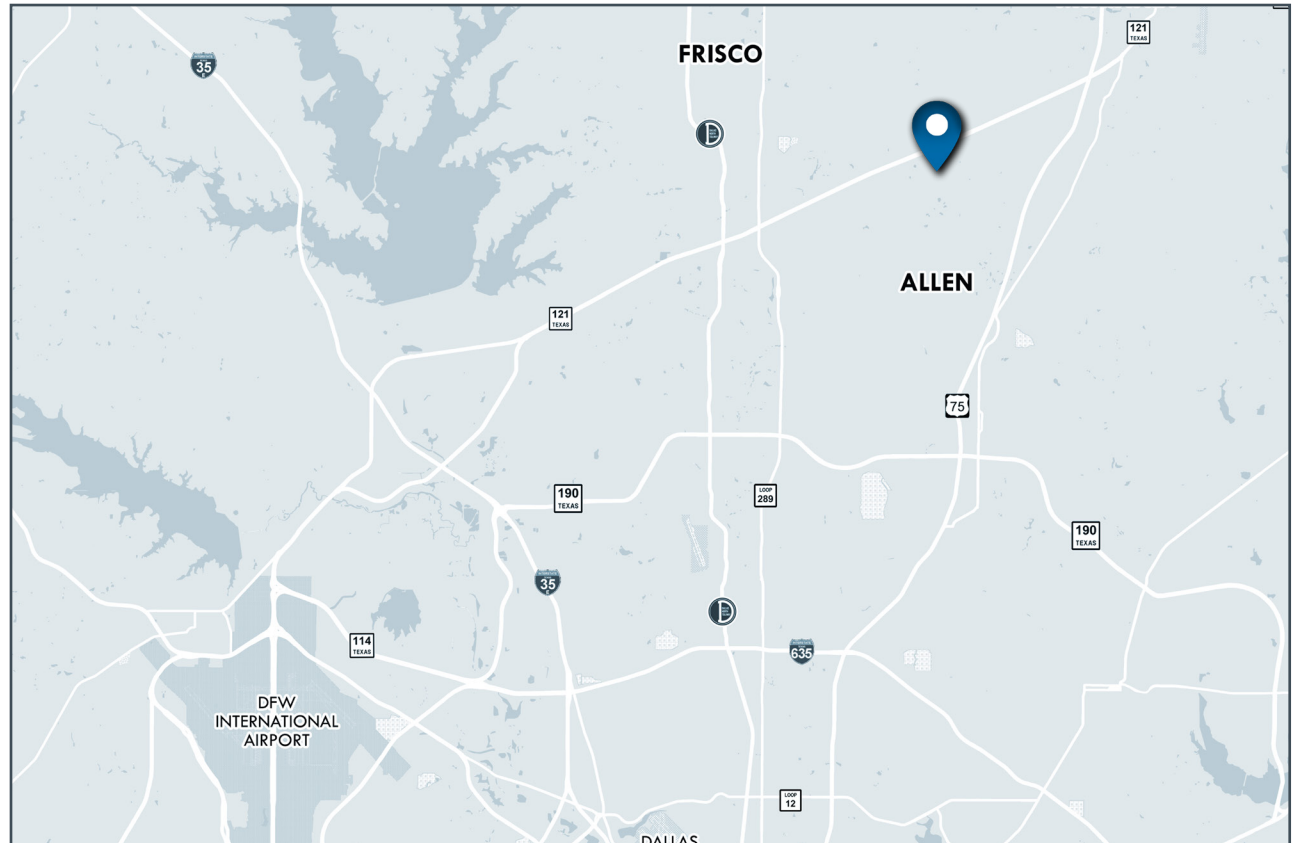 121
TEXAS
35
E
FRISCO
D
ALLEN
121
TEXAS
75
190
TEXAS
LOOP
289
190
TEXAS
35
E
D
114
TEXAS
635
DFW
INTERNATIONAL
AIRPORT
LOOP
12
DALLAS